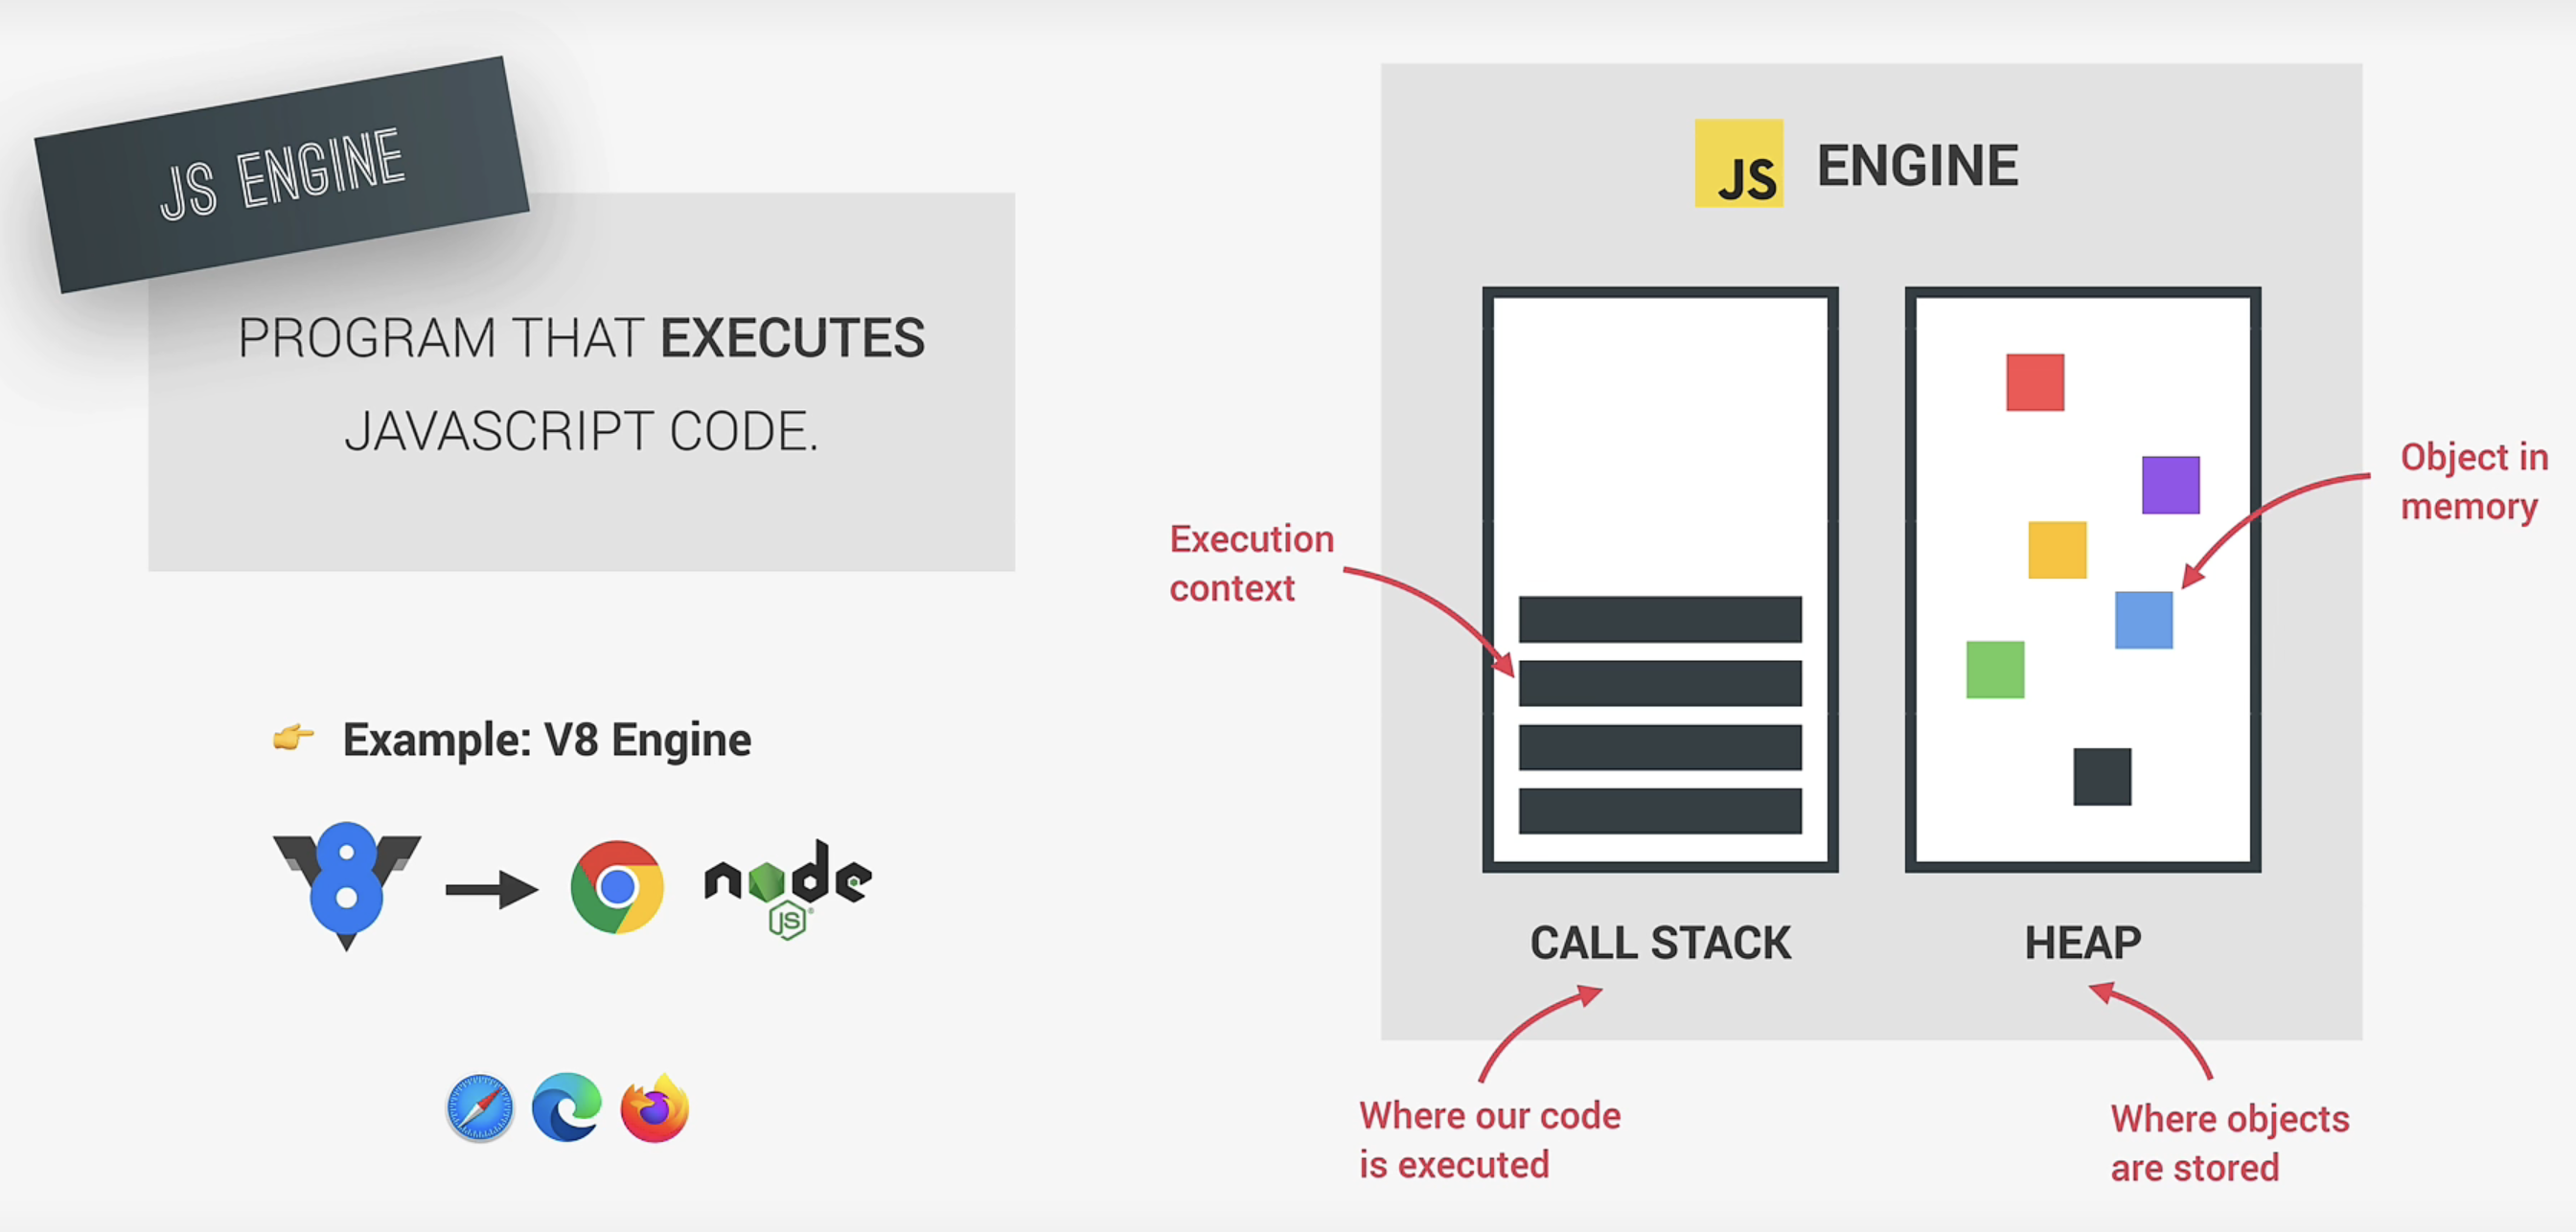 JS ENGINE
PROGRAM THAT EXECUTES
JAVASCRIPT CODE.
👉 Example: V8 Engine
V8
node
JS
JS ENGINE
Execution
context
Object in
memory
CALL STACK
HEAP
Where our code
is executed
Where objects
are stored